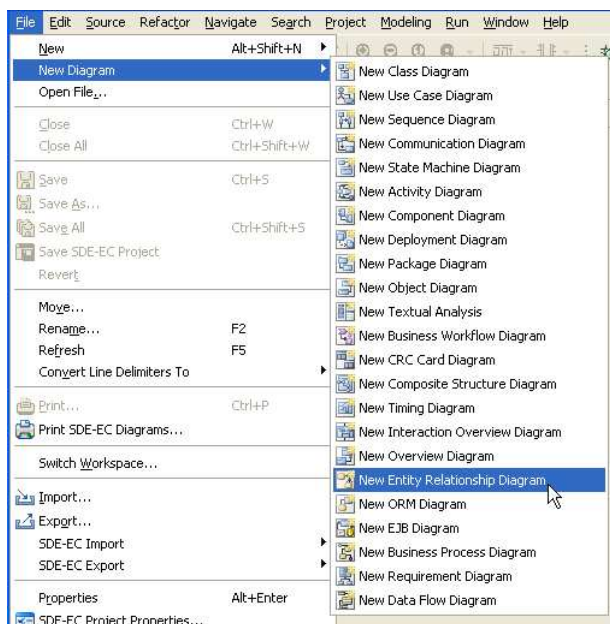 File Edit Source Refactor Navigate Search Project Modeling Run Window Help
New Alt+Shift+N
New Diagram
Open File...
Close Ctrl+W
Close All Ctrl+Shift+W
Save Ctrl+S
Save As...
Save All Ctrl+Shift+S
Save SDE-EC Project
Revert
Move...
Rename... F2
Refresh F5
Convert Line Delimiters To
Print... Ctrl+P
Print SDE-EC Diagrams...
Switch Workspace...
Import...
Export...
SDE-EC Import
SDE-EC Export
Properties Alt+Enter
SDE-EC Project Properties...
New Class Diagram
New Use Case Diagram
New Sequence Diagram
New Communication Diagram
New State Machine Diagram
New Activity Diagram
New Component Diagram
New Deployment Diagram
New Package Diagram
New Object Diagram
New Textual Analysis
New Business Workflow Diagram
New CRC Card Diagram
New Composite Structure Diagram
New Timing Diagram
New Interaction Overview Diagram
New Overview Diagram
New Entity Relationship Diagram
New ORM Diagram
New EJB Diagram
New Business Process Diagram
New Requirement Diagram
New Data Flow Diagram